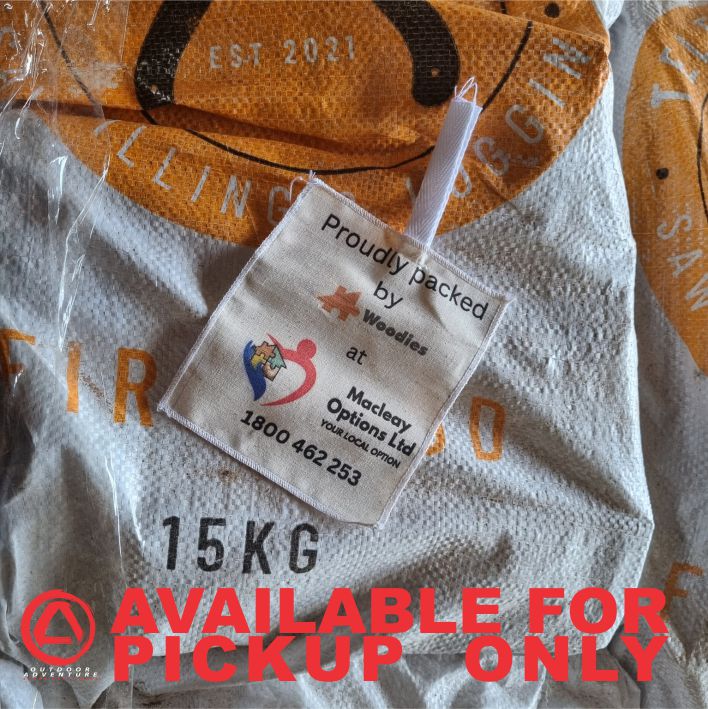 EST 2021
LLING LOGGIN
SAW
Proudly packed
by
Woodies
at
Macleay
Options Ltd
YOUR LOCAL OPTION
1800 462 253
FIR OD
15KG
F
OUTDOOR
ADVENTURE
AVAILABLE FOR
PICKUP ONLY